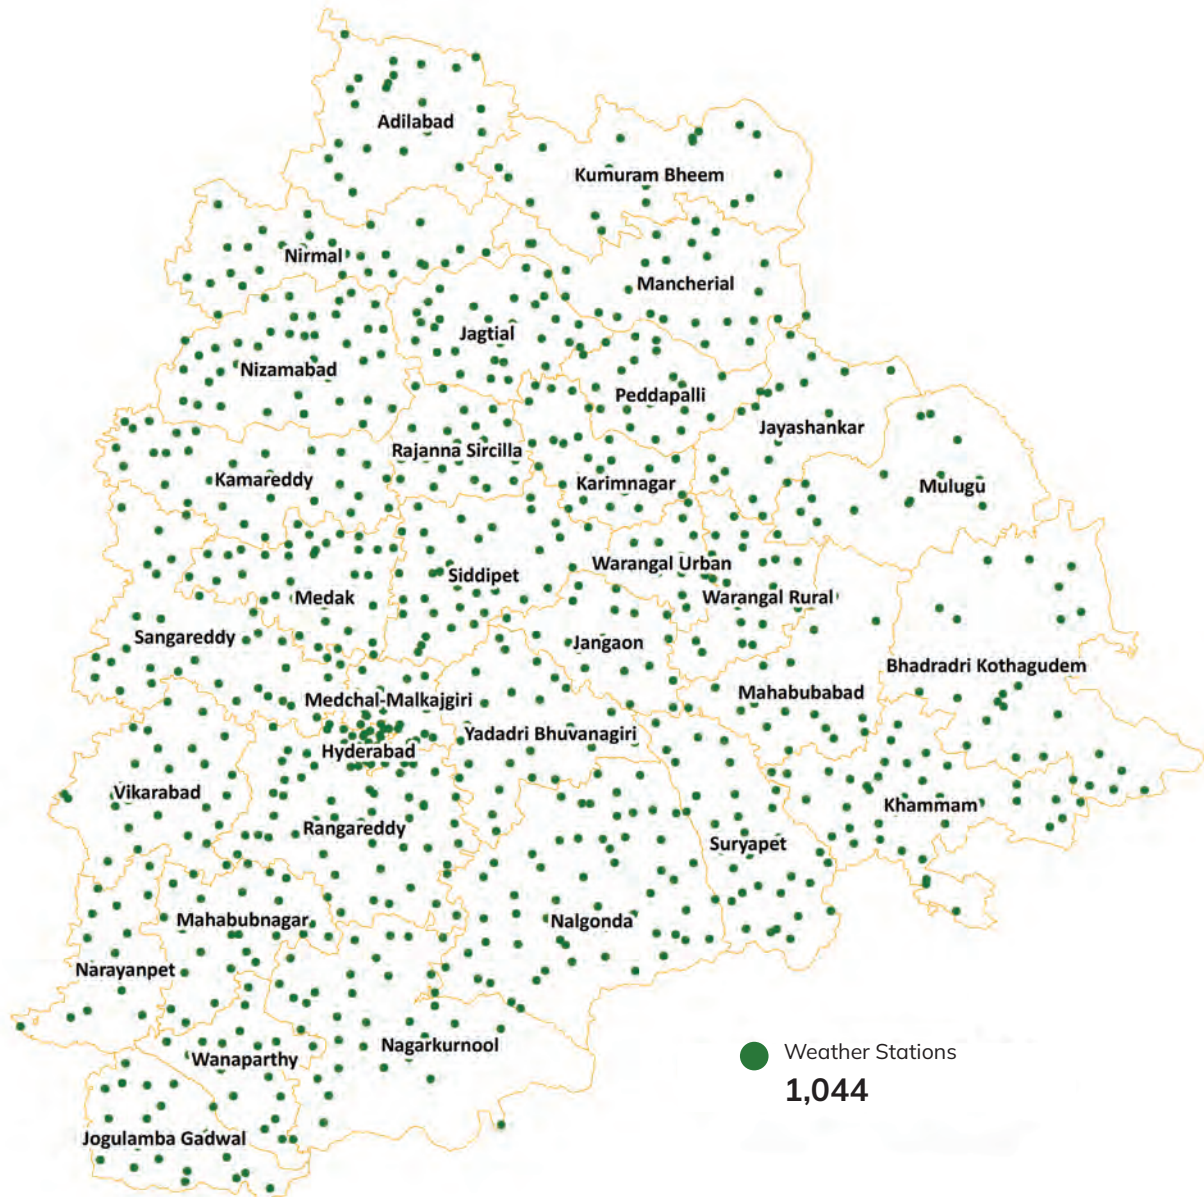 Adilabad
Kumuram Bheem
Nirmal
Mancherial
Jagtial
Nizamabad
Peddapalli
Jayashankar
Rajanna Sircilla
Kamareddy
Karimnagar
Mulugu
Warangal Urban
Siddipet
Medak
Warangal Rural
Sangareddy
Jangaon
Bhadradri Kothagudem
Mahabubabad
Medchal-Malkajgiri
Yadadri Bhuvanagiri
Hyderabad
Vikarabad
Khammam
Rangareddy
Suryapet
Mahabubnagar
Nalgonda
Narayanpet
Nagarkurnool
Wanaparthy
Weather Stations
1,044
Jogulamba Gadwal